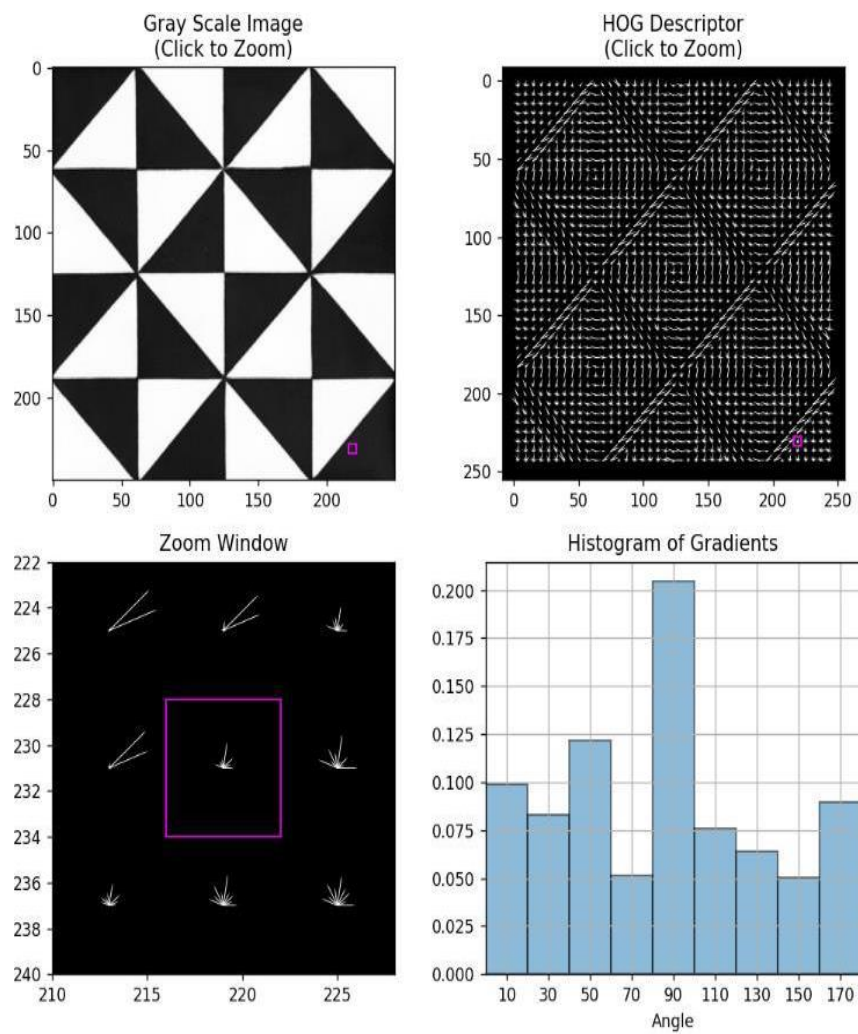 Gray Scale Image
(Click to Zoom)
0
50
100
150
200
0 50 100 150 200
HOG Descriptor
(Click to Zoom)
0
50
100
150
200
250
0 50 100 150 200 250
Zoom Window
222
224
226
228
230
231
234
236
237
238
240
210 215 220 225
Histogram of Gradients
0.200
0.175
0.150
0.125
0.100
0.075
0.050
0.025
0.000
10 30 50 70 90 110 130 150 170
Angle